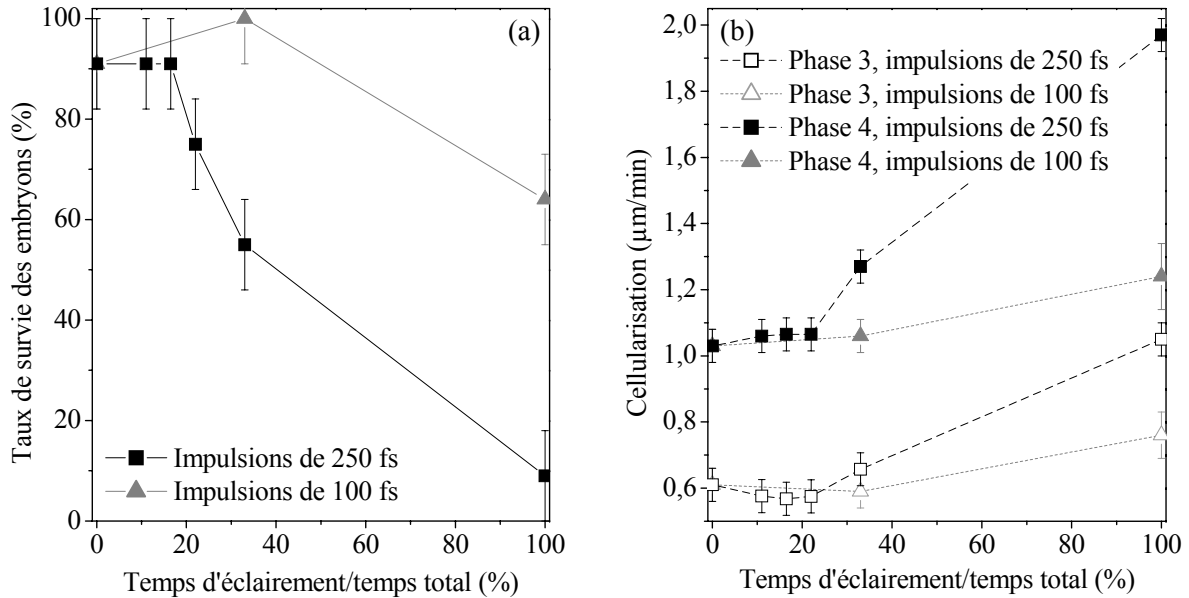 (a)
Taux de survie des embryons (%)
100
80
60
40
20
0
Impulsions de 250 fs
Impulsions de 100 fs
0 20 40 60 80 100
Temps d'éclairement/temps total (%)
(b)
Cellularisation (µm/min)
2,0
1,8
1,6
1,4
1,2
1,0
0,8
0,6
Phase 3, impulsions de 250 fs
Phase 3, impulsions de 100 fs
Phase 4, impulsions de 250 fs
Phase 4, impulsions de 100 fs
0 20 40 60 80 100
Temps d'éclairement/temps total (%)